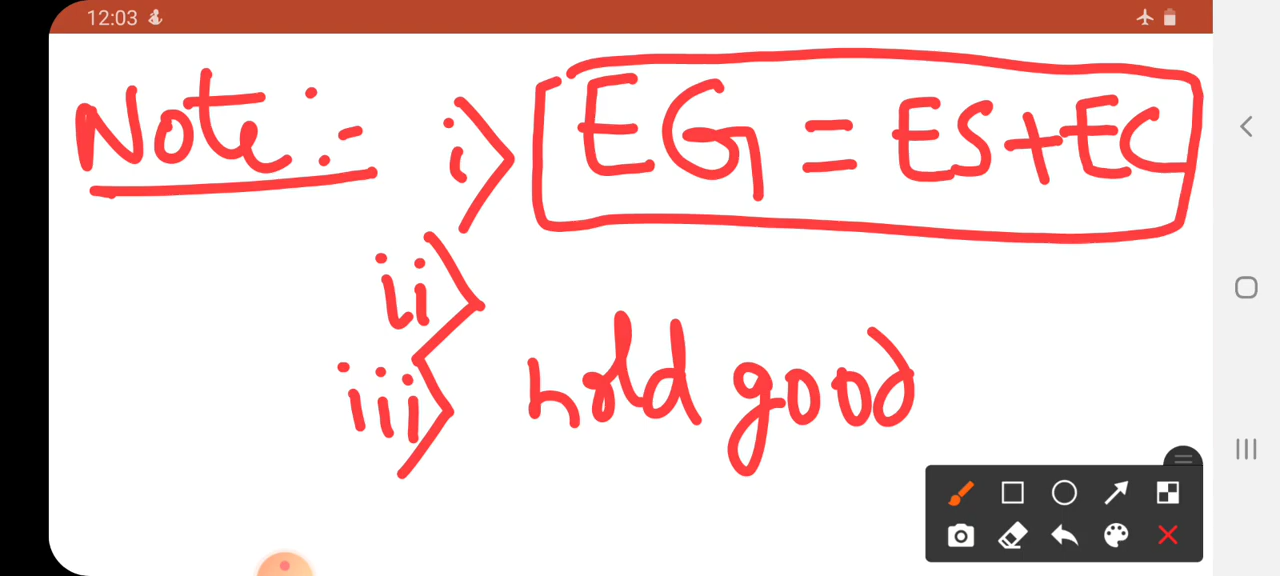 12:03
Note:- i> EG = ES+EC
ii>
iii> hold good